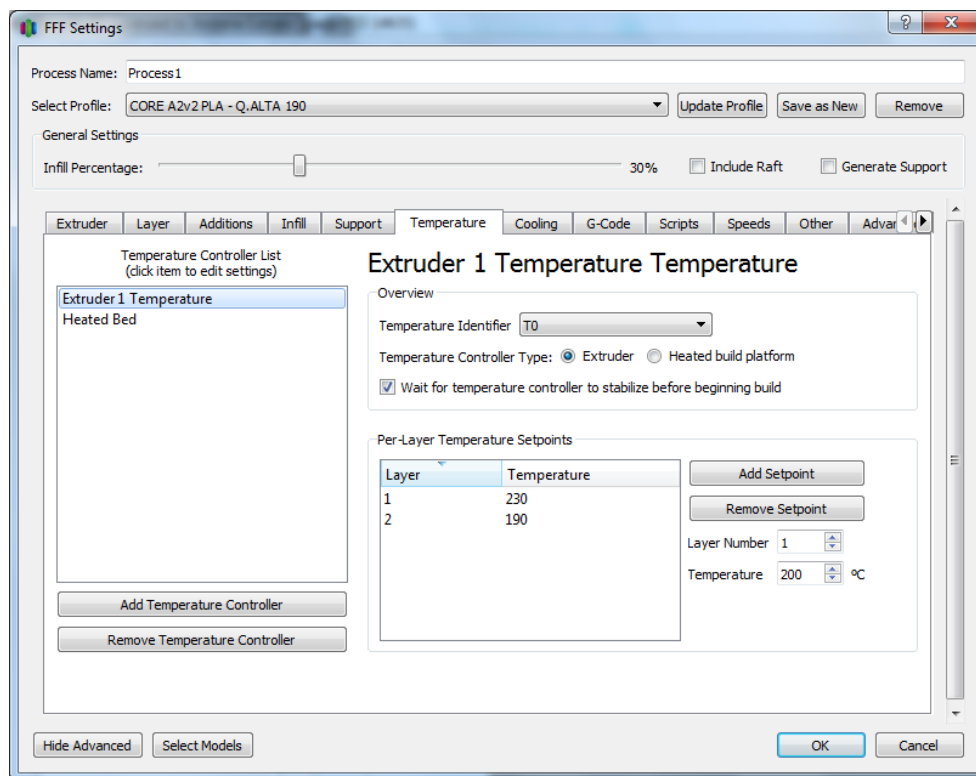 FFF Settings
Process Name: Process1
Select Profile: CORE A2v2 PLA - Q.ALTA 190 Update Profile Save as New Remove
General Settings
Infill Percentage: 30% Include Raft Generate Support
Extruder Layer Additions Infill Support Temperature Cooling G-Code Scripts Speeds Other Advan
Temperature Controller List
(click item to edit settings)
Extruder 1 Temperature
Heated Bed
Add Temperature Controller
Remove Temperature Controller
Extruder 1 Temperature Temperature
Overview
Temperature Identifier T0
Temperature Controller Type: Extruder Heated build platform
Wait for temperature controller to stabilize before beginning build
Per-Layer Temperature Setpoints
Layer Temperature
1 230
2 190
Add Setpoint
Remove Setpoint
Layer Number 1
Temperature 200 ºC
Hide Advanced Select Models OK Cancel